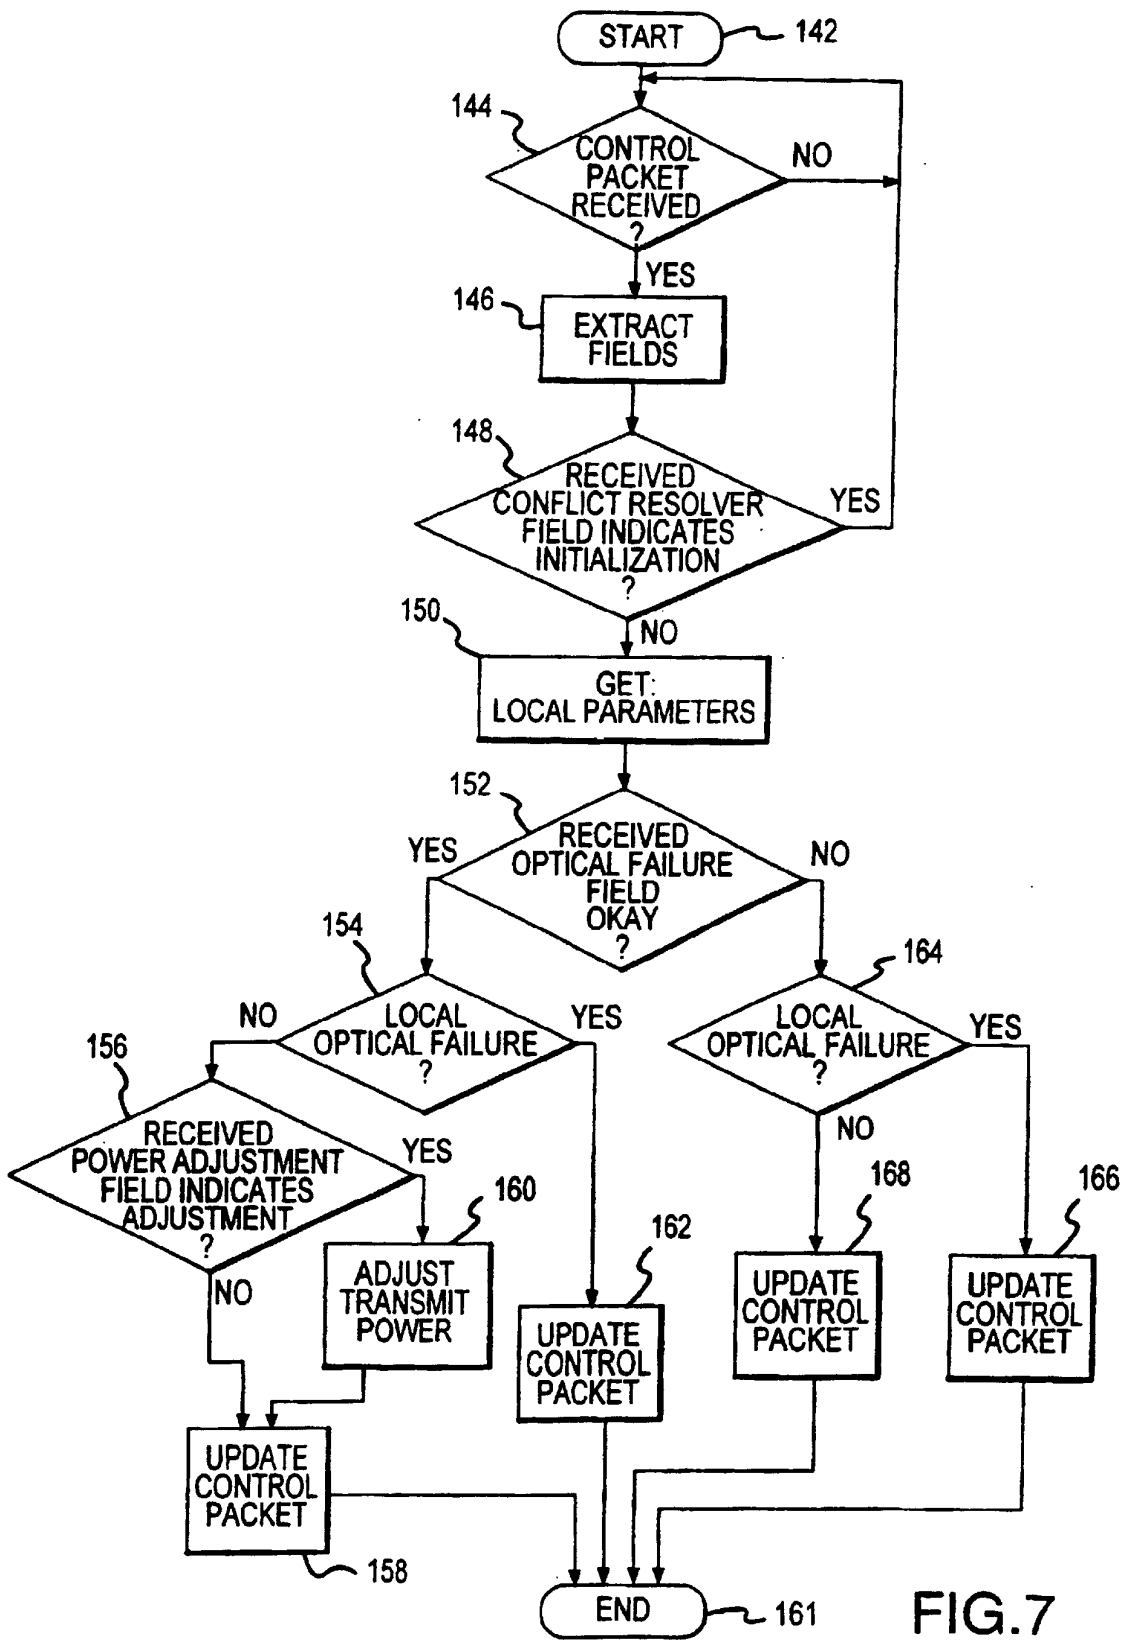 START
142
144
CONTROL
PACKET
RECEIVED
?
NO
YES
146
EXTRACT
FIELDS
148
RECEIVED
CONFLICT RESOLVER
FIELD INDICATES
INITIALIZATION
?
YES
NO
150
GET:
LOCAL PARAMETERS
152
RECEIVED
OPTICAL FAILURE
FIELD
OKAY
?
YES
NO
154
LOCAL
OPTICAL FAILURE
?
NO
YES
164
LOCAL
OPTICAL FAILURE
?
YES
NO
156
RECEIVED
POWER ADJUSTMENT
FIELD INDICATES
ADJUSTMENT
?
YES
NO
160
ADJUST
TRANSMIT
POWER
162
UPDATE
CONTROL
PACKET
168
UPDATE
CONTROL
PACKET
166
UPDATE
CONTROL
PACKET
UPDATE
CONTROL
PACKET
158
END
161
FIG.7